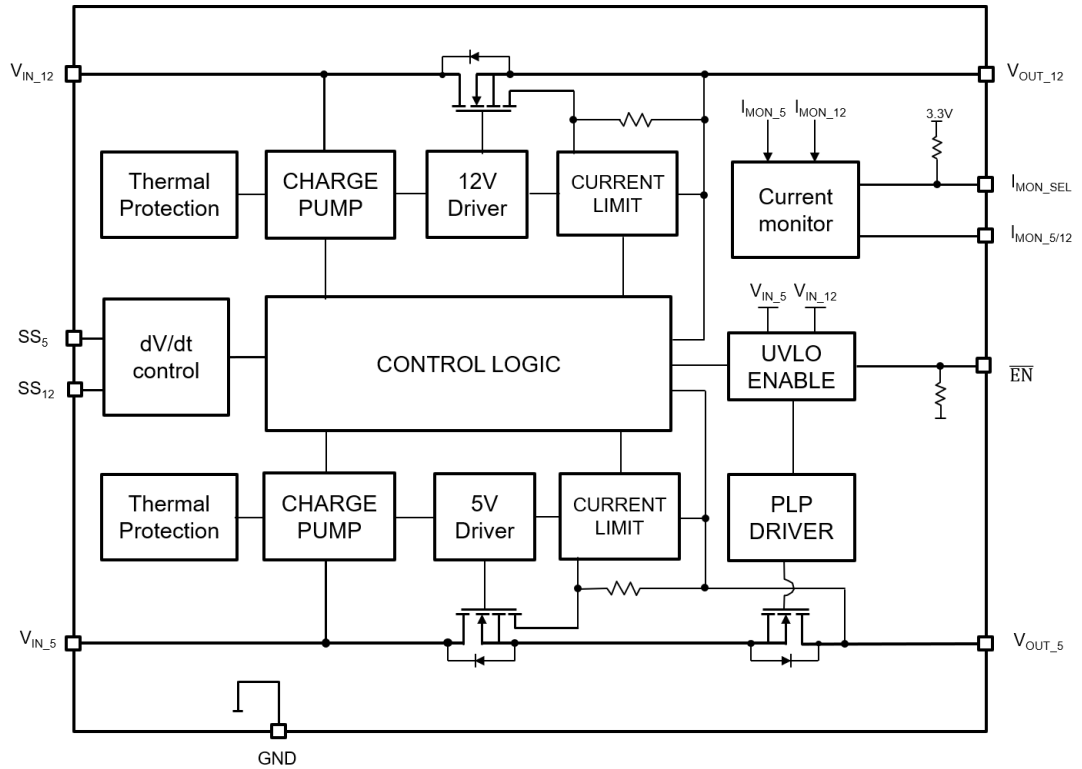 V_IN_12
V_OUT_12
I_MON_5 I_MON_12
3.3V
Thermal
Protection
CHARGE
PUMP
12V
Driver
CURRENT
LIMIT
Current
monitor
I_MON_SEL
I_MON_5/12
SS_5
SS_12
dV/dt
control
CONTROL LOGIC
V_IN_5 V_IN_12
UVLO
ENABLE
E̅N̅
Thermal
Protection
CHARGE
PUMP
5V
Driver
CURRENT
LIMIT
PLP
DRIVER
V_IN_5
V_OUT_5
GND